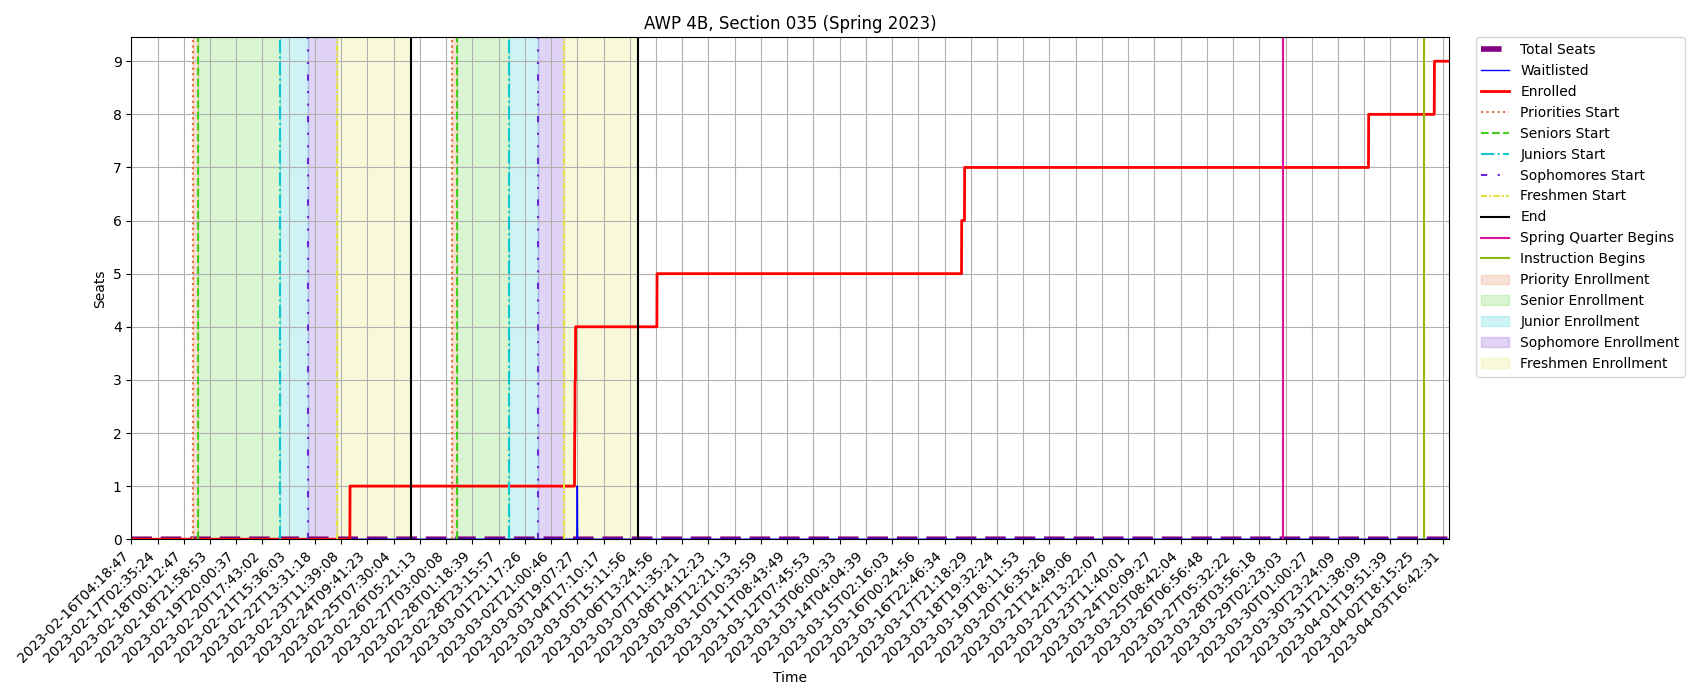 AWP 4B, Section 035 (Spring 2023)
Seats
9
8
7
6
5
4
3
2
1
0
2023-02-16T04:18:47
2023-02-17T02:35:24
2023-02-18T00:12:47
2023-02-18T21:58:53
2023-02-19T20:00:37
2023-02-20T17:43:02
2023-02-21T15:36:03
2023-02-22T13:31:18
2023-02-23T11:39:08
2023-02-24T09:41:23
2023-02-25T07:30:04
2023-02-26T05:21:13
2023-02-27T03:00:08
2023-02-28T01:18:39
2023-02-28T23:15:57
2023-03-01T21:17:26
2023-03-02T21:00:46
2023-03-03T19:07:27
2023-03-04T17:10:17
2023-03-05T15:11:56
2023-03-06T13:24:56
2023-03-07T11:35:21
2023-03-08T14:12:23
2023-03-09T12:21:13
2023-03-10T10:33:59
2023-03-11T08:43:49
2023-03-12T07:45:53
2023-03-13T06:00:33
2023-03-14T04:04:39
2023-03-15T02:16:03
2023-03-16T00:24:56
2023-03-16T22:46:34
2023-03-17T21:18:29
2023-03-18T19:32:24
2023-03-19T18:11:53
2023-03-20T16:35:26
2023-03-21T14:49:06
2023-03-22T13:22:07
2023-03-23T11:40:01
2023-03-24T10:09:27
2023-03-25T08:42:04
2023-03-26T06:56:48
2023-03-27T05:32:22
2023-03-28T03:56:18
2023-03-29T02:23:03
2023-03-30T01:00:27
2023-03-30T23:24:09
2023-03-31T21:38:09
2023-04-01T19:51:39
2023-04-02T18:15:25
2023-04-03T16:42:31
Time
Total Seats
Waitlisted
Enrolled
Priorities Start
Seniors Start
Juniors Start
Sophomores Start
Freshmen Start
End
Spring Quarter Begins
Instruction Begins
Priority Enrollment
Senior Enrollment
Junior Enrollment
Sophomore Enrollment
Freshmen Enrollment